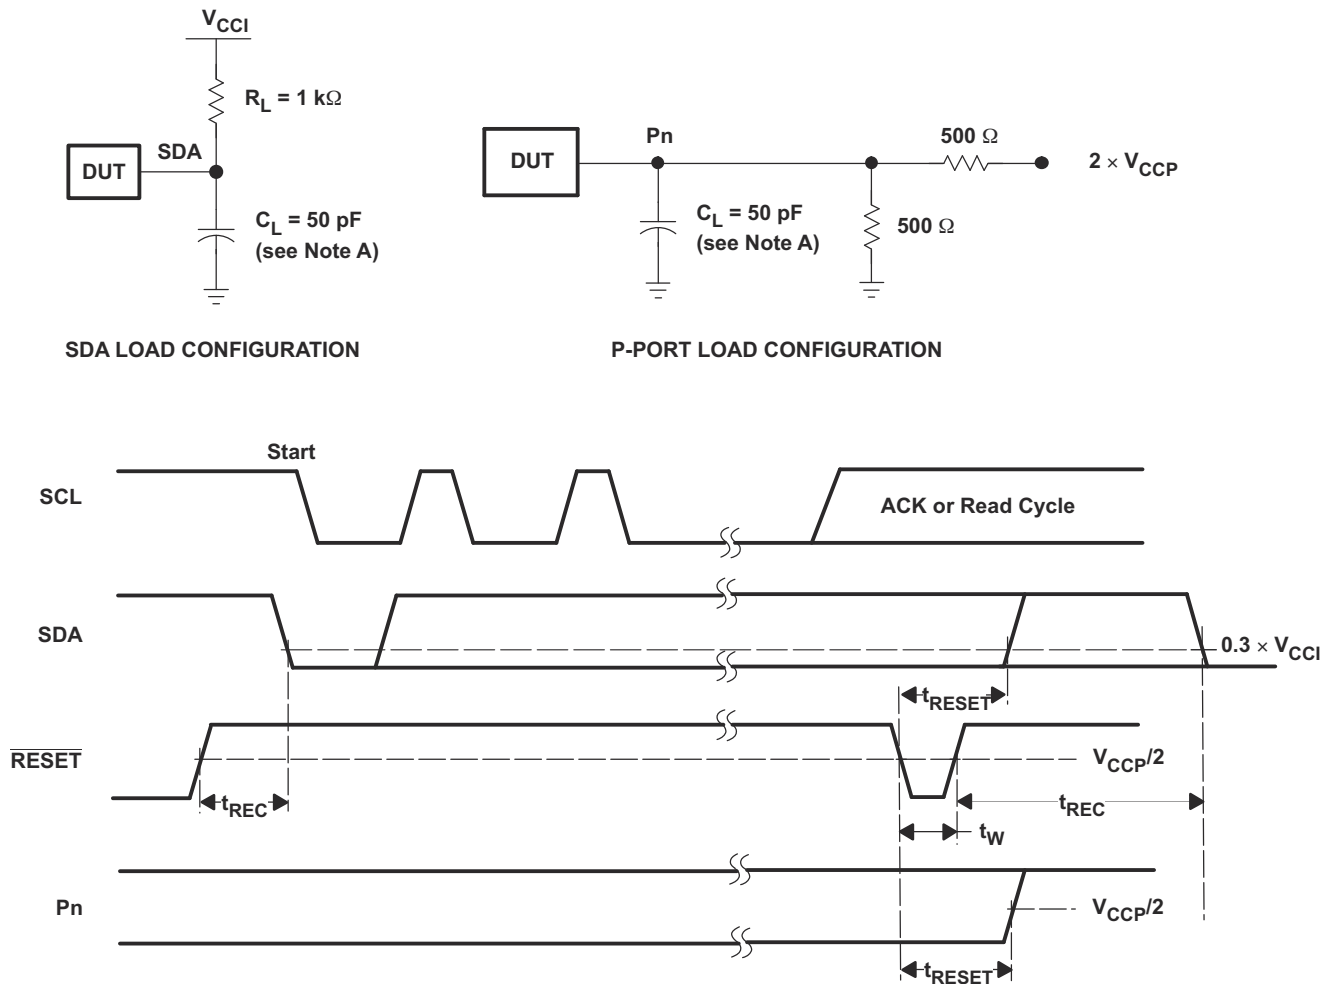 VCCI
RL = 1 kΩ
DUT
SDA
CL = 50 pF
(see Note A)
SDA LOAD CONFIGURATION
DUT
Pn
CL = 50 pF
(see Note A)
500 Ω
500 Ω
2 × VCCP
P-PORT LOAD CONFIGURATION
Start
SCL
ACK or Read Cycle
SDA
0.3 × VCCI
tRESET
RESET
VCCP/2
tREC
tREC
tW
Pn
VCCP/2
tRESET